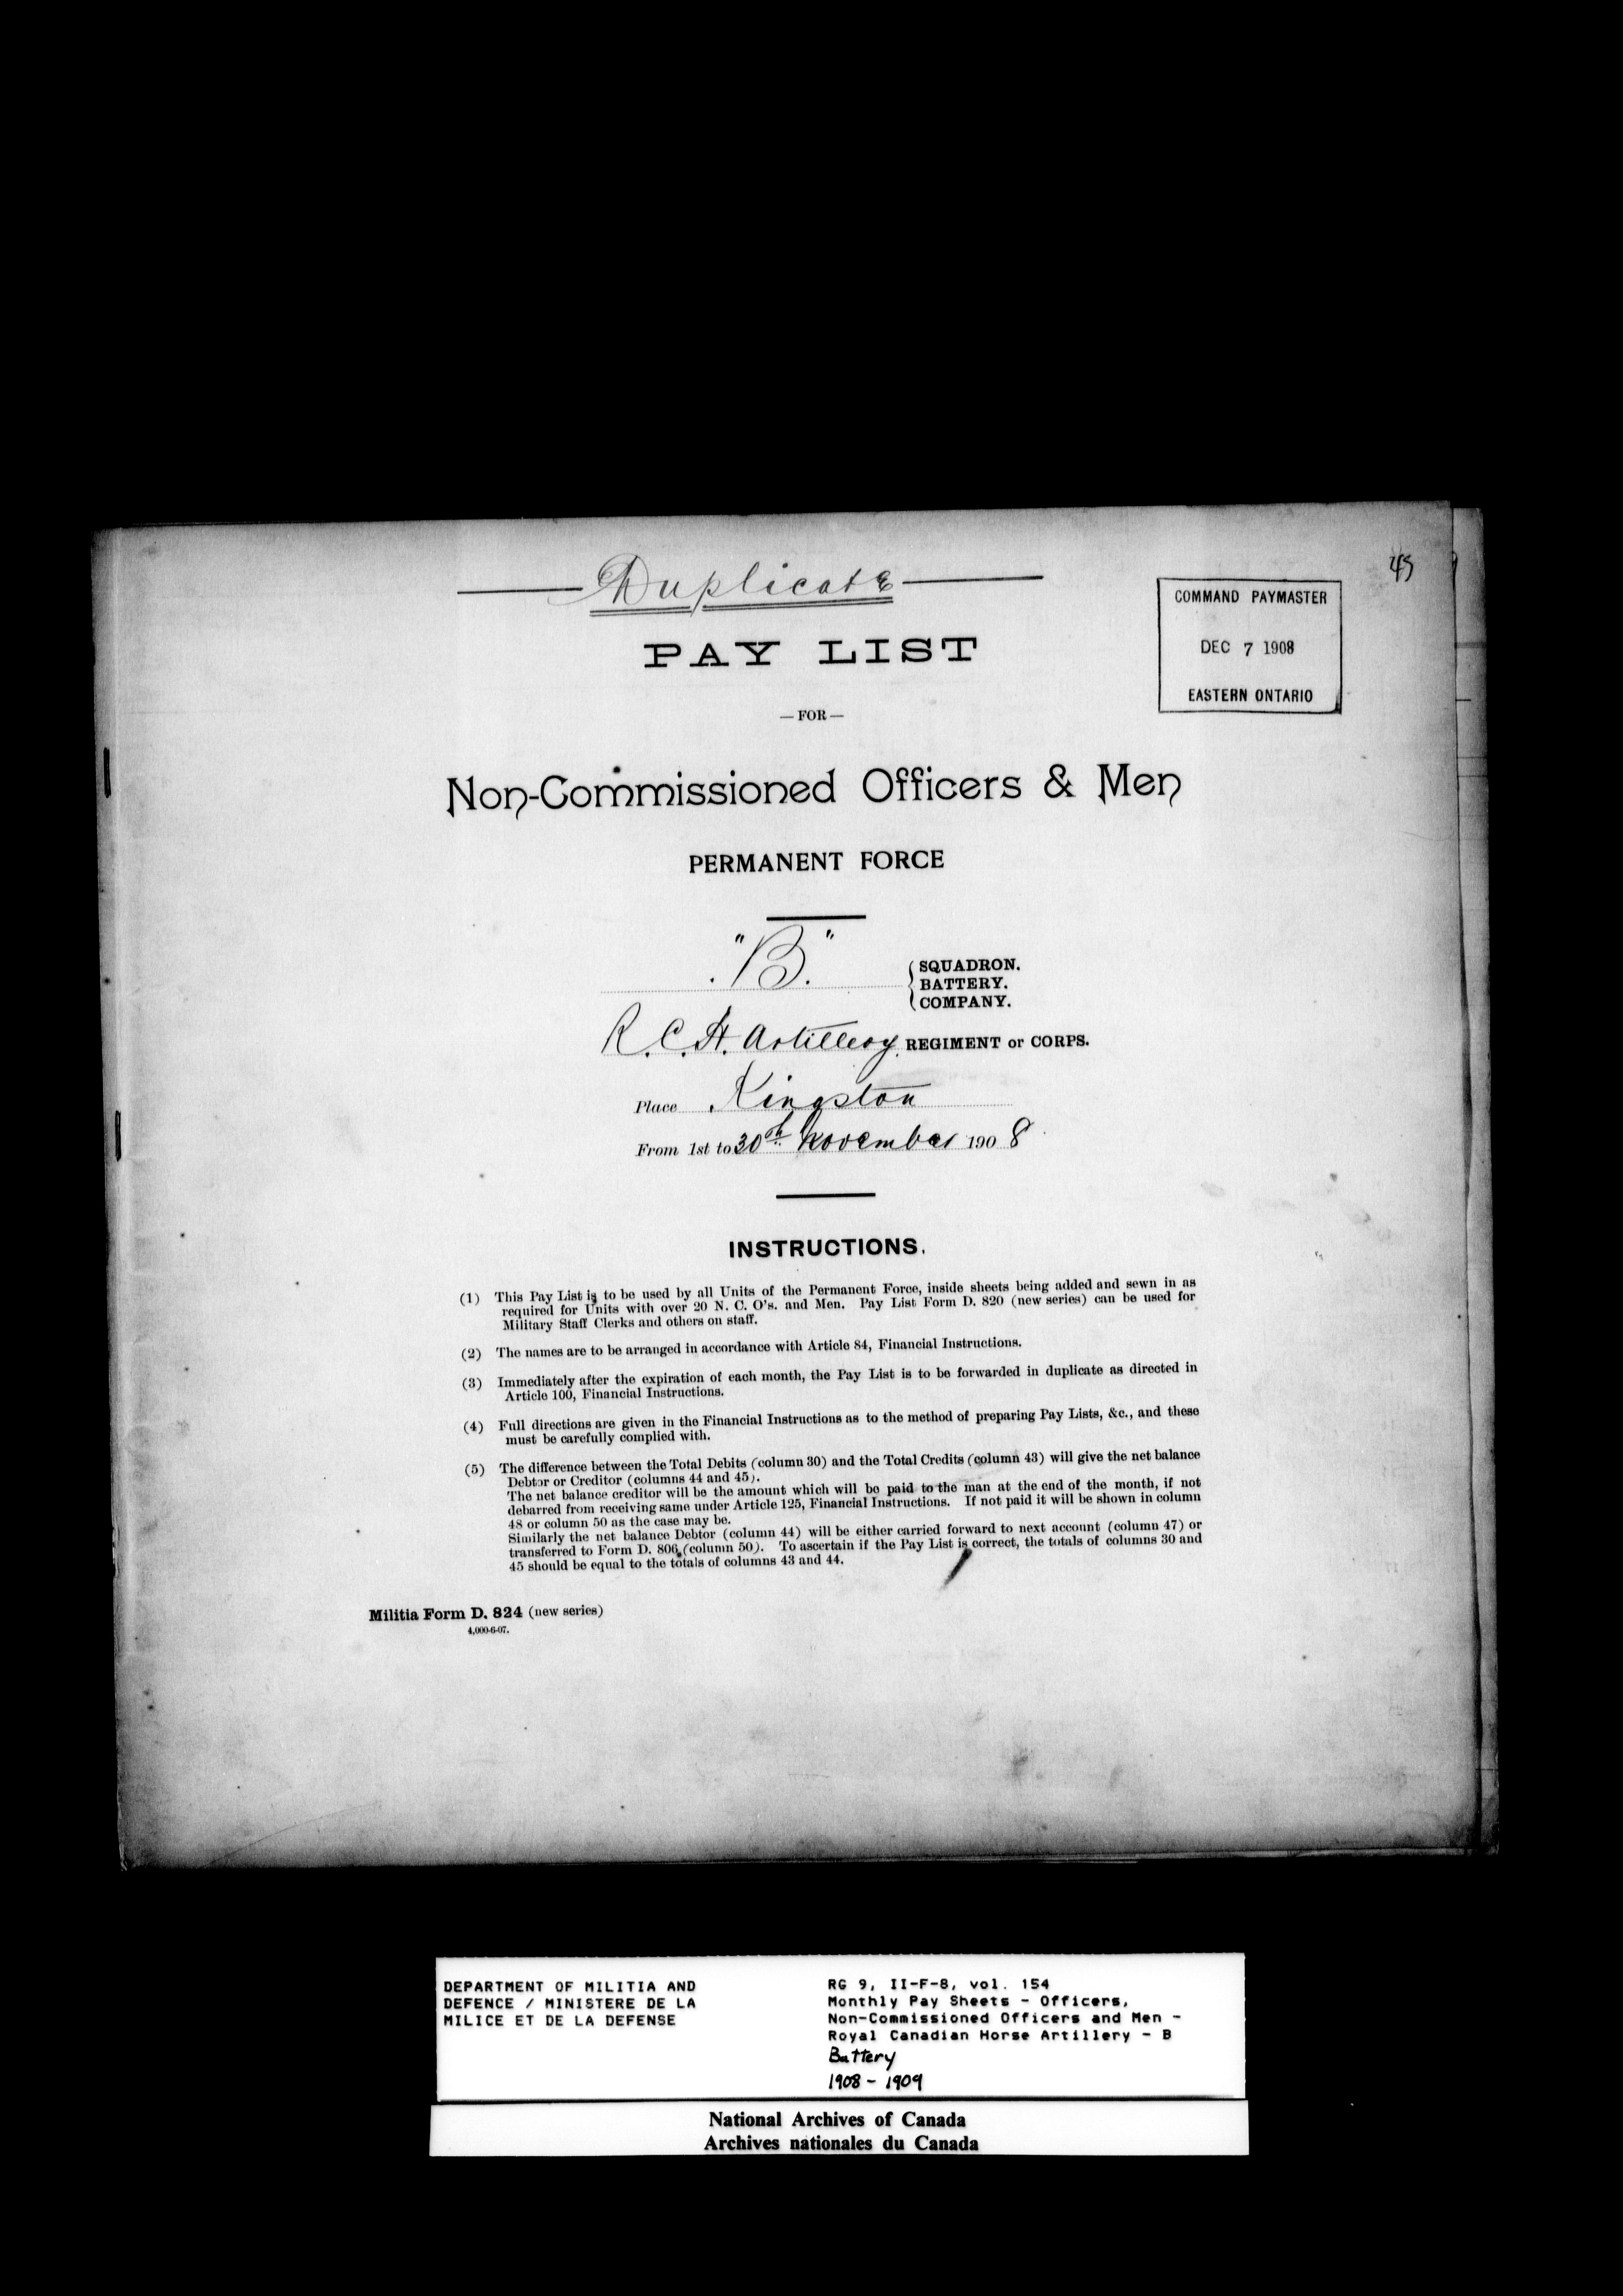 45
Duplicate
COMMAND PAYMASTER
DEC 7 1908
EASTERN ONTARIO
PAY LIST
— FOR —
Non-Commissioned Officers & Men
PERMANENT FORCE
"B" SQUADRON.
BATTERY.
COMPANY.
R.C.H. Artillery REGIMENT or CORPS.
Place Kingston
From 1st to 30th November 1908
INSTRUCTIONS.
(1) This Pay List is to be used by all Units of the Permanent Force, inside sheets being added and sewn in as
required for Units with over 20 N. C. O's. and Men. Pay List Form D. 820 (new series) can be used for
Military Staff Clerks and others on staff.
(2) The names are to be arranged in accordance with Article 84, Financial Instructions.
(3) Immediately after the expiration of each month, the Pay List is to be forwarded in duplicate as directed in
Article 100, Financial Instructions.
(4) Full directions are given in the Financial Instructions as to the method of preparing Pay Lists, &c., and these
must be carefully complied with.
(5) The difference between the Total Debits (column 30) and the Total Credits (column 43) will give the net balance
Debtor or Creditor (columns 44 and 45).
The net balance creditor will be the amount which will be paid to the man at the end of the month, if not
debarred from receiving same under Article 125, Financial Instructions. If not paid it will be shown in column
48 or column 50 as the case may be.
Similarly the net balance Debtor (column 44) will be either carried forward to next account (column 47) or
transferred to Form D. 806 (column 50). To ascertain if the Pay List is correct, the totals of columns 30 and
45 should be equal to the totals of columns 43 and 44.
Militia Form D. 824 (new series)
4,000-6-07.
DEPARTMENT OF MILITIA AND
DEFENCE / MINISTERE DE LA
MILICE ET DE LA DEFENSE
RG 9, II-F-8, vol. 154
Monthly Pay Sheets - Officers,
Non-Commissioned Officers and Men -
Royal Canadian Horse Artillery - B
Battery
1908 - 1909
National Archives of Canada
Archives nationales du Canada